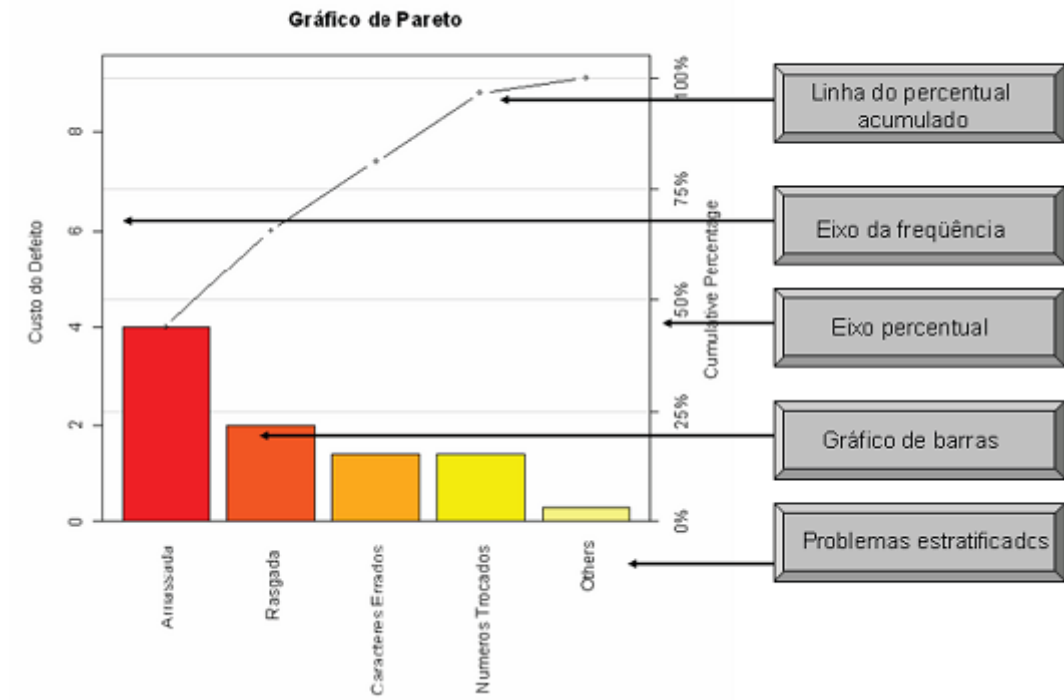 Gráfico de Pareto
Custo do Defeito
0
2
4
6
8
Cumulative Percentage
0%
25%
50%
75%
100%
Amassada
Rasgada
Caracteres Errados
Numeros Trocados
Others
Linha do percentual
acumulado
Eixo da freqüência
Eixo percentual
Gráfico de barras
Problemas estratificados